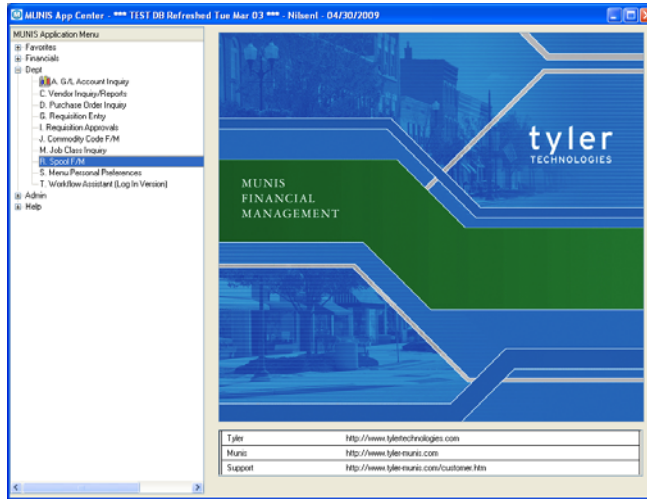 MUNIS App Center - *** TEST DB Refreshed Tue Mar 03 *** - Nilsent - 04/30/2009
MUNIS Application Menu
Favorites
Financials
Dept
A. G/L Account Inquiry
C. Vendor Inquiry/Reports
D. Purchase Order Inquiry
G. Requisition Entry
I. Requisition Approvals
J. Commodity Code F/M
M. Job Class Inquiry
R. Spool F/M
S. Menu Personal Preferences
T. Workflow Assistant (Log In Version)
Admin
Help
tyler
TECHNOLOGIES
MUNIS
FINANCIAL
MANAGEMENT
Tyler http://www.tylertechnologies.com
Munis http://www.tyler-munis.com
Support http://www.tyler-munis.com/customer.htm